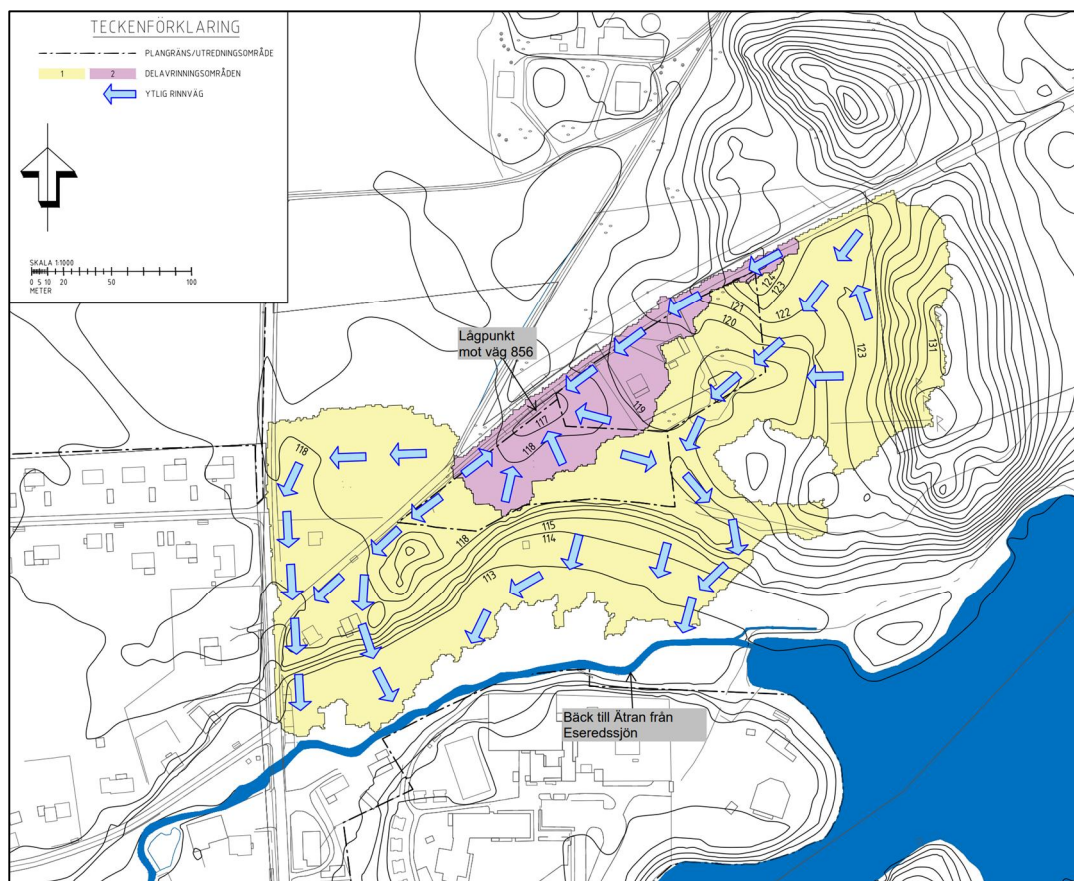 TECKENFÖRKLARING
PLANGRÄNS/UTREDNINGSOMRÅDE
1 2 DELAVRINNINGSOMRÅDEN
YTLIG RINNVÄG
SKALA 1:1000
0 5 10 20 50 100
METER
124
123
121
122
120
123
131
Lågpunkt
mot väg 856
119
117
118
118
118
115
114
113
Bäck till Ätran från
Eseredssjön